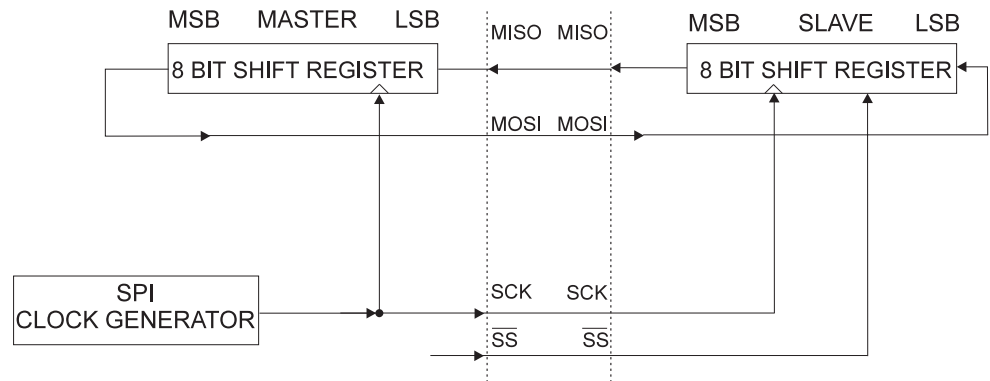 MSB MASTER LSB
8 BIT SHIFT REGISTER
MISO MISO
MSB SLAVE LSB
8 BIT SHIFT REGISTER
MOSI MOSI
SPI
CLOCK GENERATOR
SCK SCK
SS SS